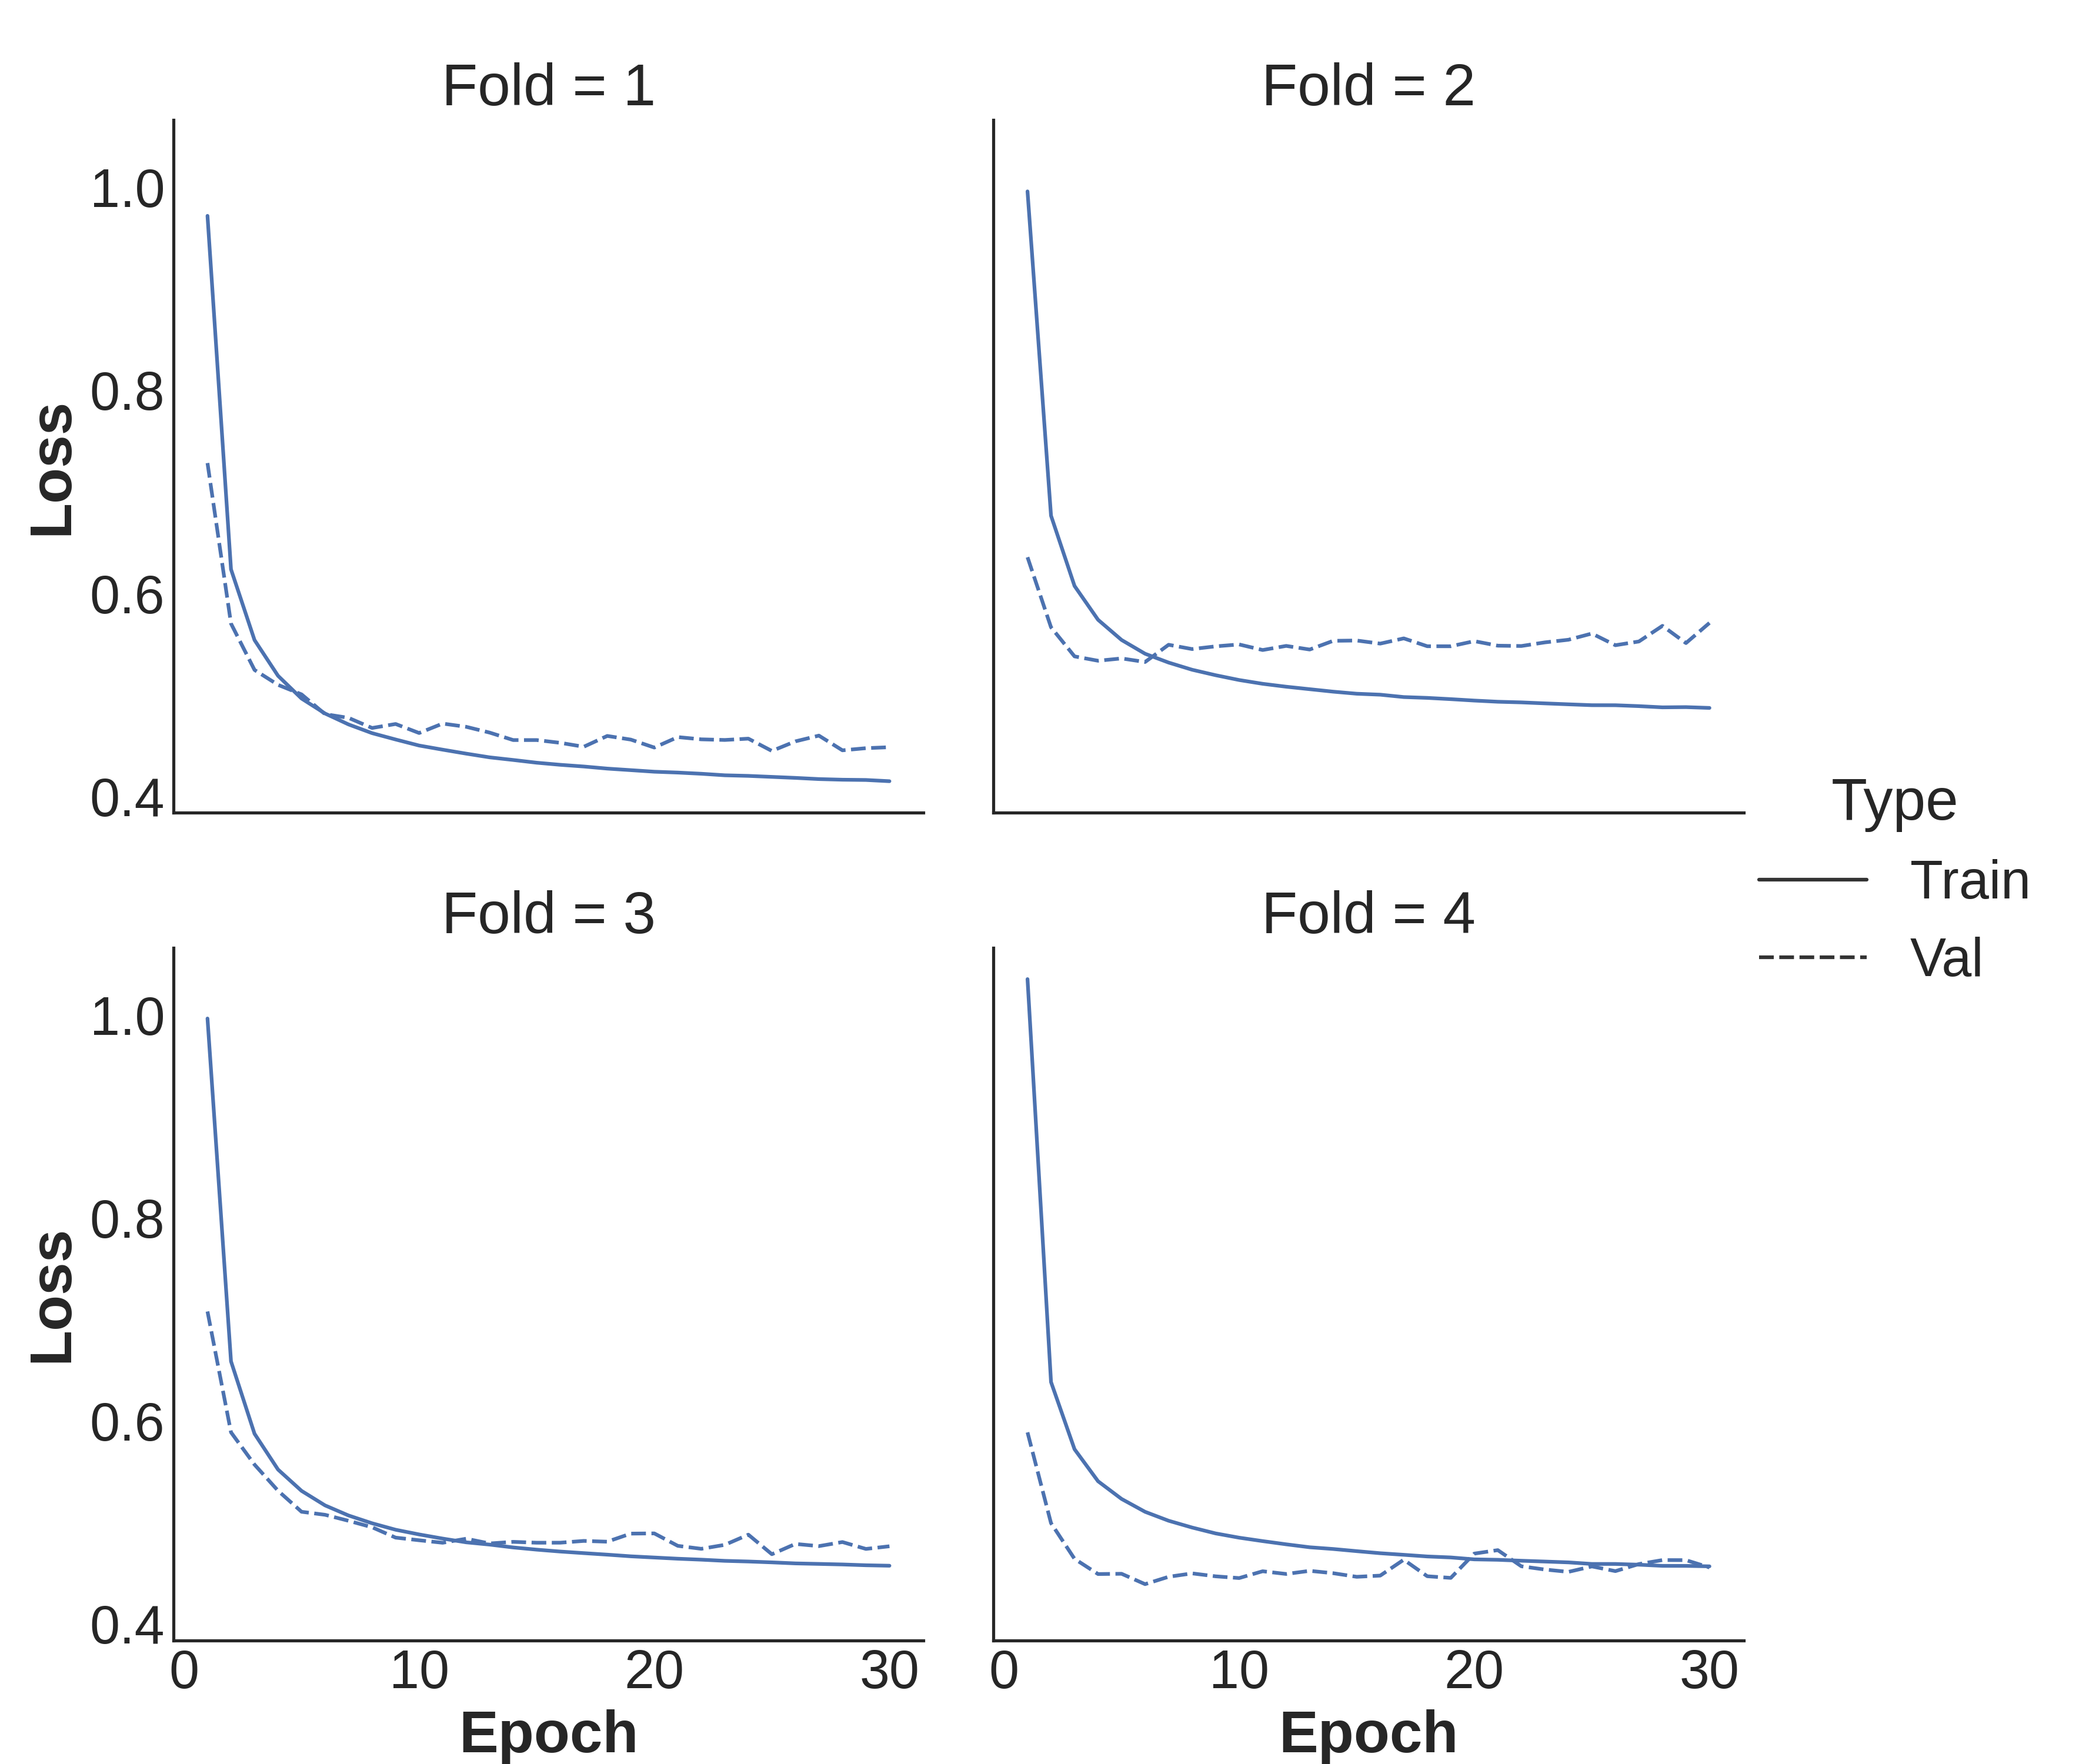 Fold = 1
Fold = 2
1.0
0.8
0.6
0.4
Loss
Type
Train
Val
Fold = 3
Fold = 4
1.0
0.8
0.6
0.4
Loss
0 10 20 30
0 10 20 30
Epoch
Epoch